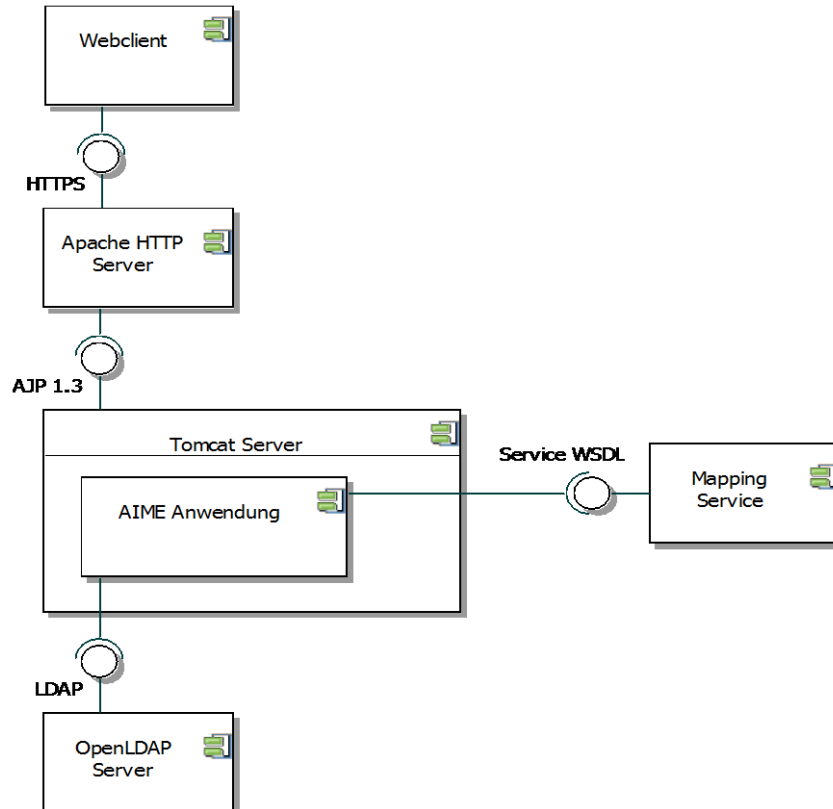 Webclient
HTTPS
Apache HTTP
Server
AJP 1.3
Tomcat Server
Service WSDL
Mapping
Service
AIME Anwendung
LDAP
OpenLDAP
Server